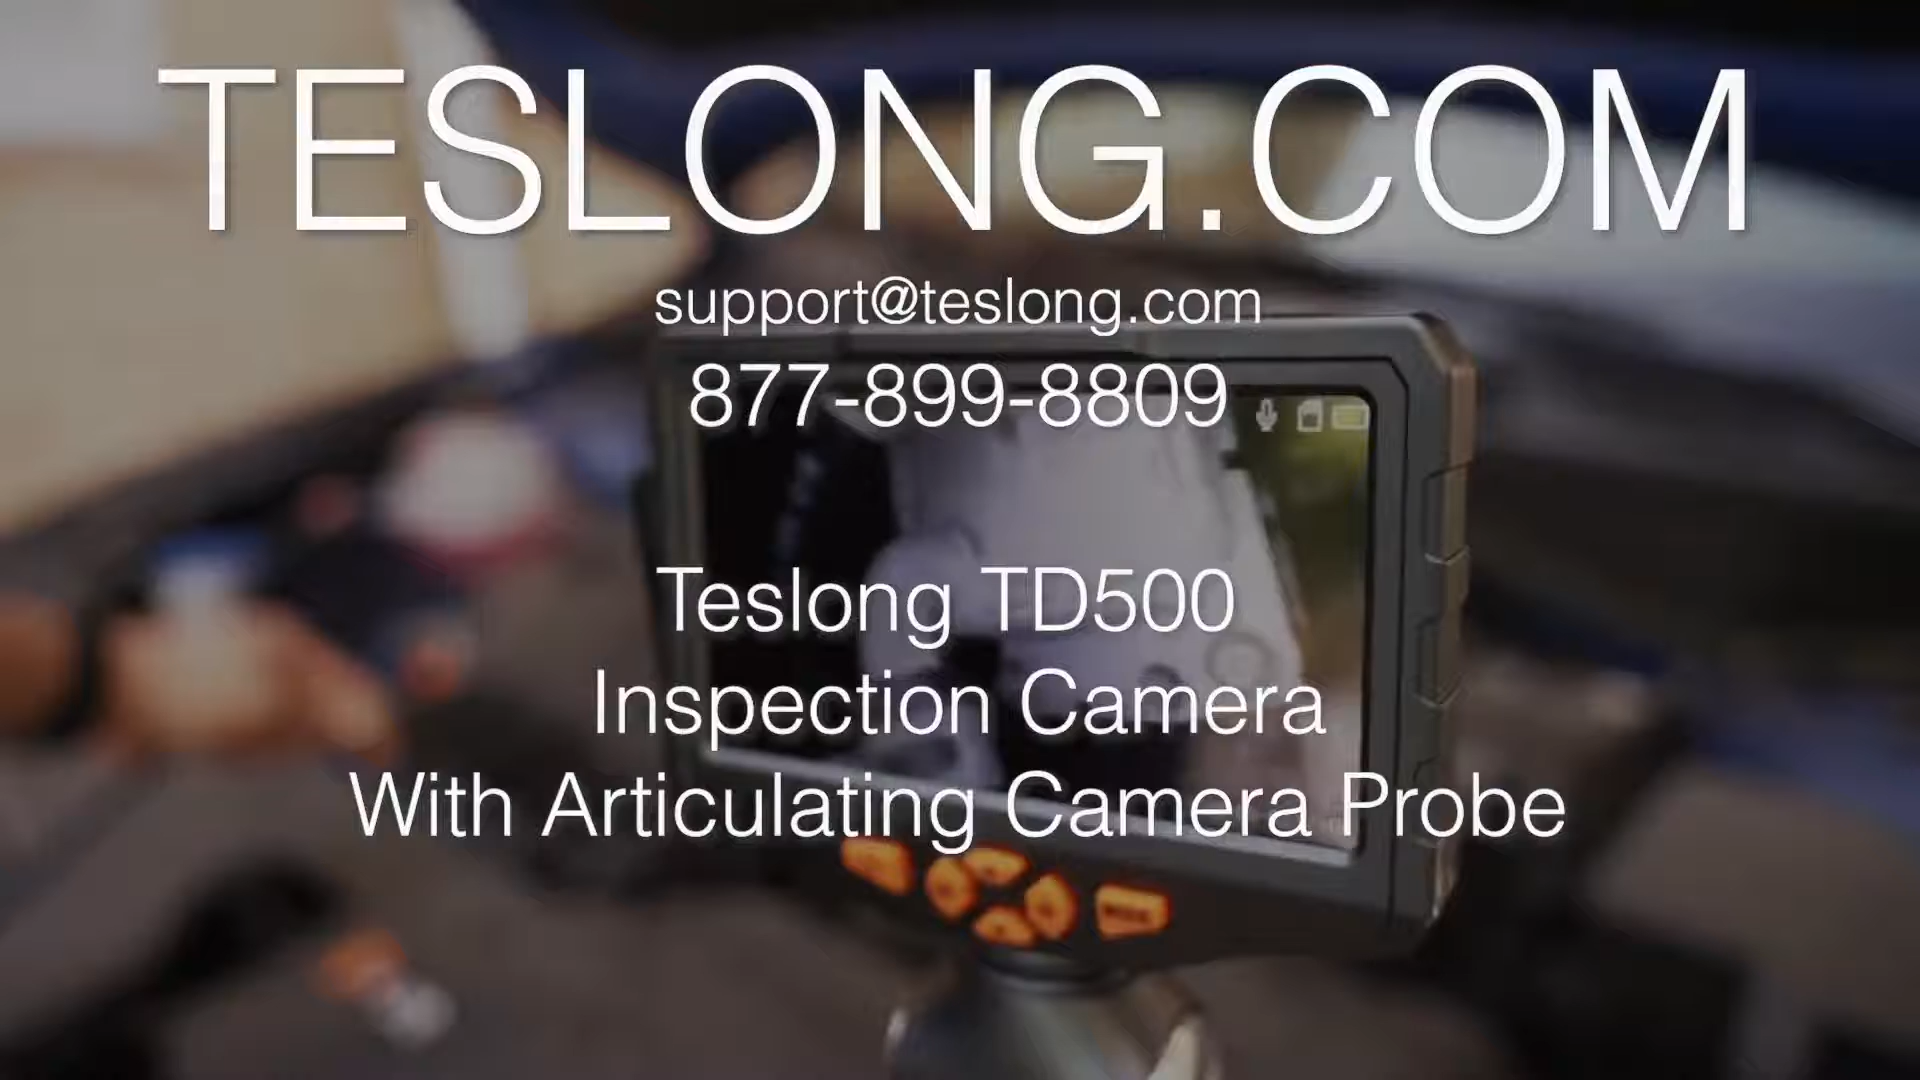 TESLONG.COM
support@teslong.com
877-899-8809
Teslong TD500
Inspection Camera
With Articulating Camera Probe